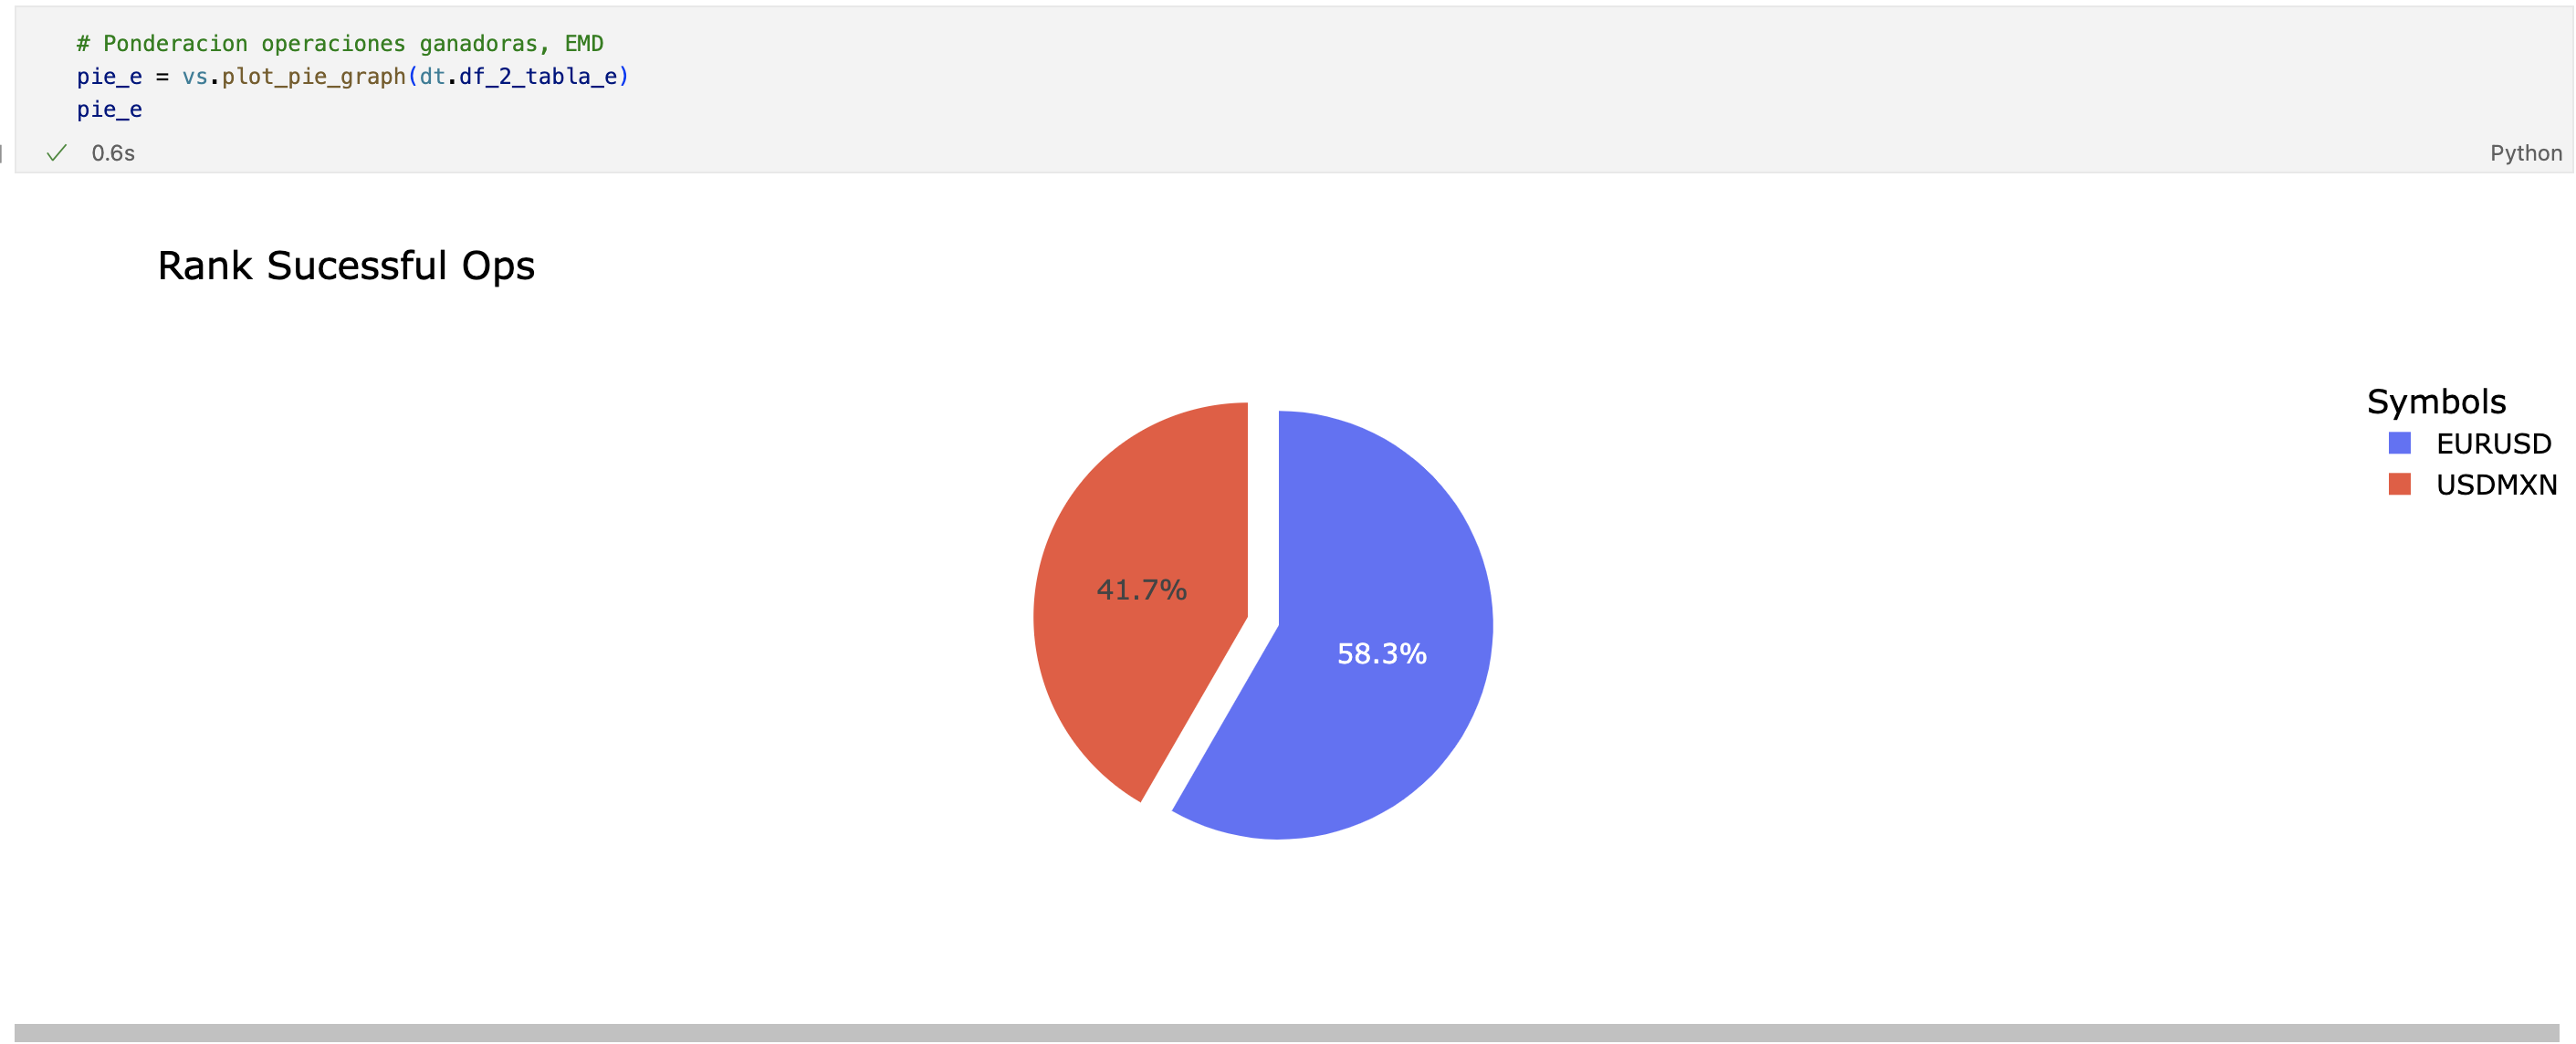 # Ponderacion operaciones ganadoras, EMD
pie_e = vs.plot_pie_graph(dt.df_2_tabla_e)
pie_e
0.6s
Python
Rank Sucessful Ops
Symbols
EURUSD
USDMXN
41.7%
58.3%